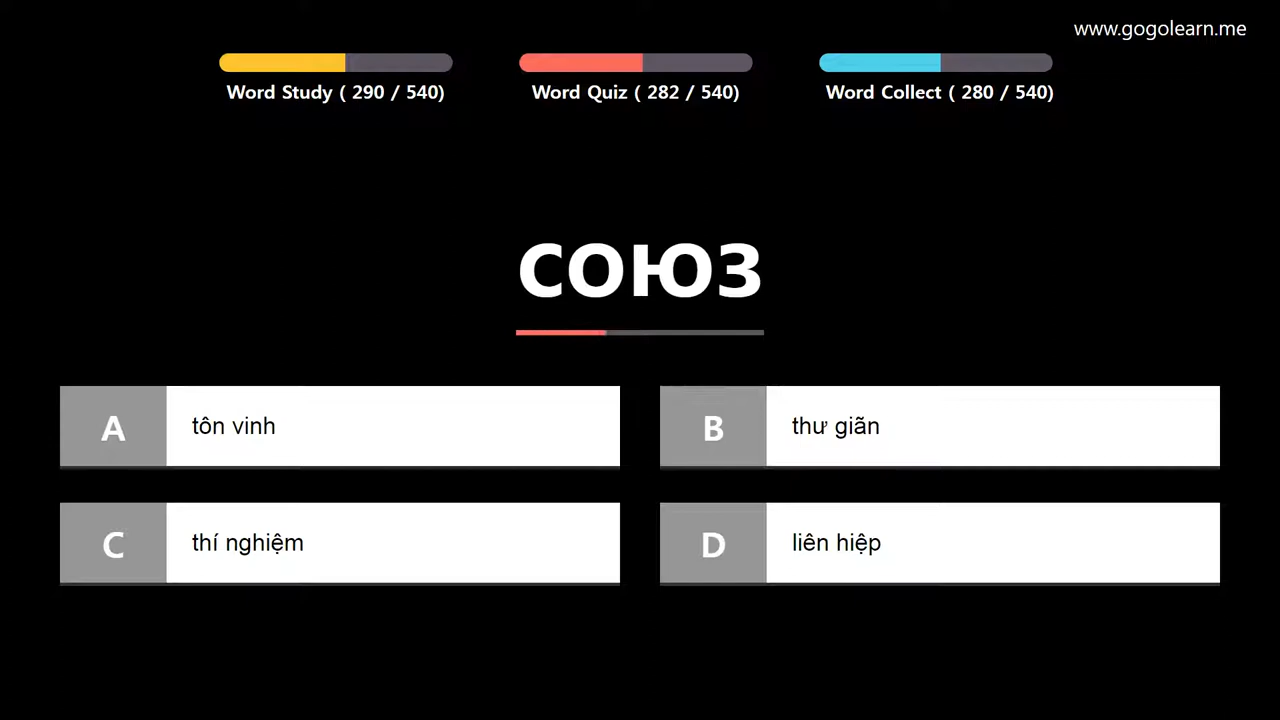 www.gogolearn.me
Word Study ( 290 / 540)
Word Quiz ( 282 / 540)
Word Collect ( 280 / 540)
СОЮЗ
A tôn vinh
B thư giãn
C thí nghiệm
D liên hiệp